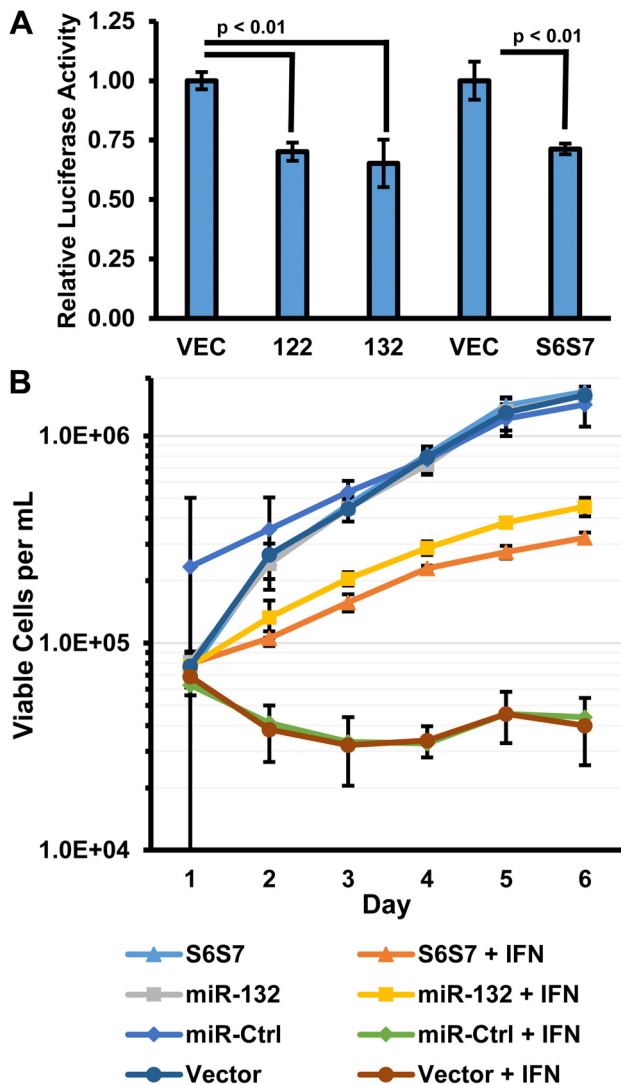 A
p < 0.01
p < 0.01
Relative Luciferase Activity
1.25
1.00
0.75
0.50
0.25
0.00
VEC 122 132 VEC S6S7
B
Viable Cells per mL
1.0E+06
1.0E+05
1.0E+04
1 2 3 4 5 6
Day
S6S7 S6S7 + IFN
miR-132 miR-132 + IFN
miR-Ctrl miR-Ctrl + IFN
Vector Vector + IFN